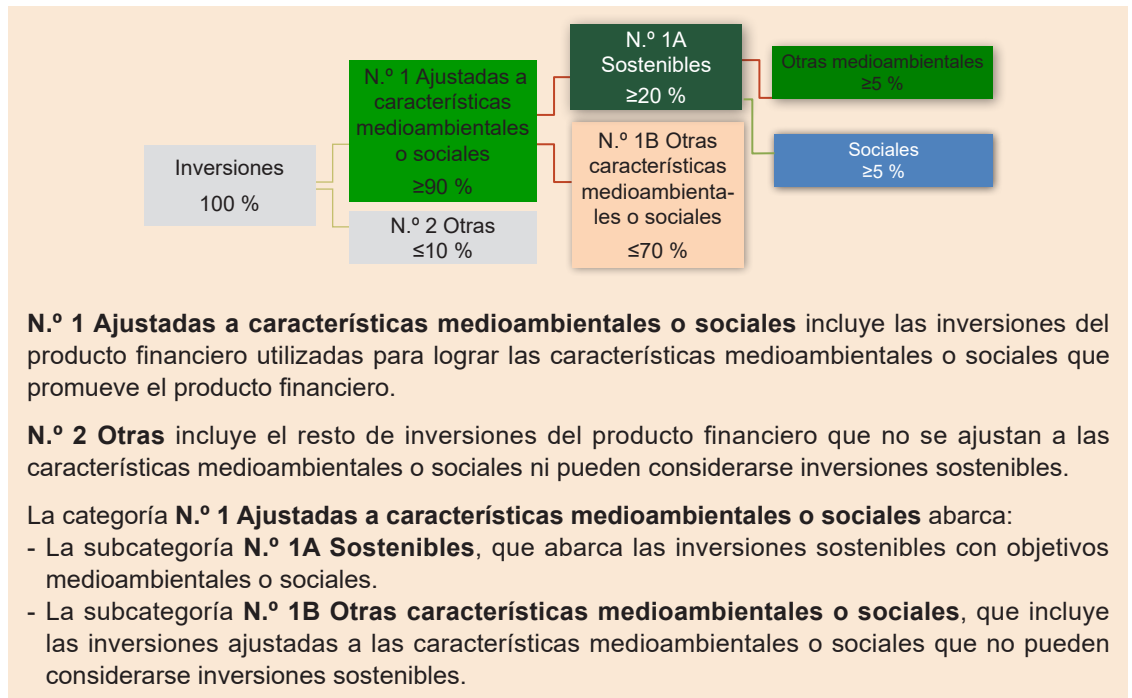 Inversiones
100 %
N.º 1 Ajustadas a
características
medioambientales
o sociales
≥90 %
N.º 2 Otras
≤10 %
N.º 1A
Sostenibles
≥20 %
N.º 1B Otras
características
medioambienta-
les o sociales
≤70 %
Otras medioambientales
≥5 %
Sociales
≥5 %
N.º 1 Ajustadas a características medioambientales o sociales incluye las inversiones del
producto financiero utilizadas para lograr las características medioambientales o sociales que
promueve el producto financiero.
N.º 2 Otras incluye el resto de inversiones del producto financiero que no se ajustan a las
características medioambientales o sociales ni pueden considerarse inversiones sostenibles.
La categoría N.º 1 Ajustadas a características medioambientales o sociales abarca:
- La subcategoría N.º 1A Sostenibles, que abarca las inversiones sostenibles con objetivos
medioambientales o sociales.
- La subcategoría N.º 1B Otras características medioambientales o sociales, que incluye
las inversiones ajustadas a las características medioambientales o sociales que no pueden
considerarse inversiones sostenibles.